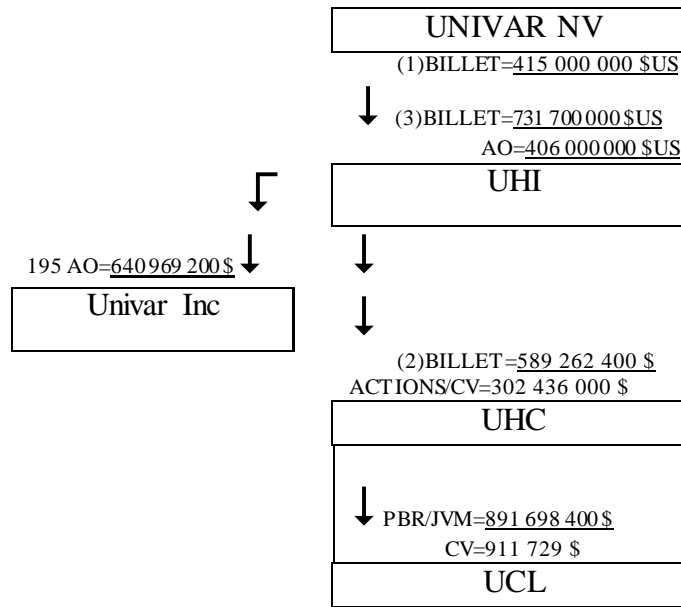 UNIVAR NV
(1)BILLET=415 000 000 $US
(3)BILLET=731 700 000 $US
AO=406 000 000 $US
UHI
195 AO=640 969 200 $
Univar Inc
(2)BILLET=589 262 400 $
ACTIONS/CV=302 436 000 $
UHC
PBR/JVM=891 698 400 $
CV=911 729 $
UCL